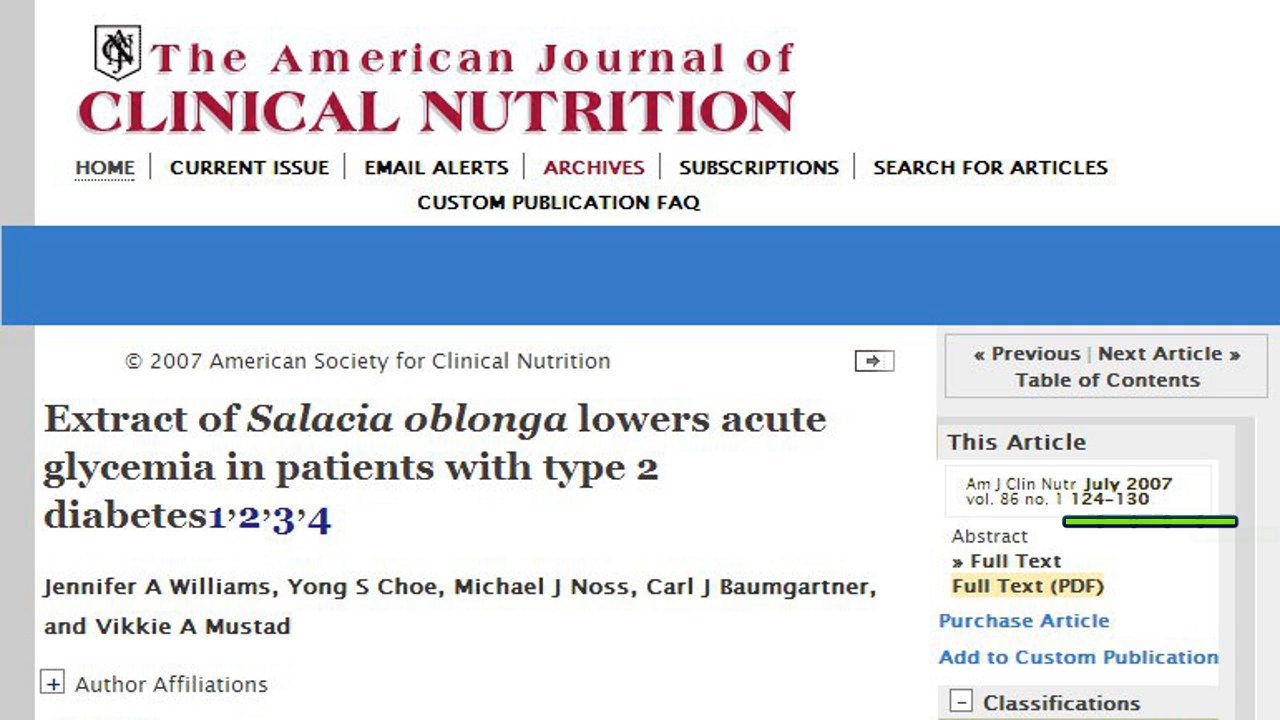 The American Journal of
CLINICAL NUTRITION
HOME CURRENT ISSUE EMAIL ALERTS ARCHIVES SUBSCRIPTIONS SEARCH FOR ARTICLES
CUSTOM PUBLICATION FAQ
© 2007 American Society for Clinical Nutrition
Extract of Salacia oblonga lowers acute
glycemia in patients with type 2
diabetes1,2,3,4
Jennifer A Williams, Yong S Choe, Michael J Noss, Carl J Baumgartner,
and Vikkie A Mustad
+ Author Affiliations
« Previous | Next Article »
Table of Contents
This Article
Am J Clin Nutr July 2007
vol. 86 no. 1 124-130
Abstract
» Full Text
Full Text (PDF)
Purchase Article
Add to Custom Publication
− Classifications